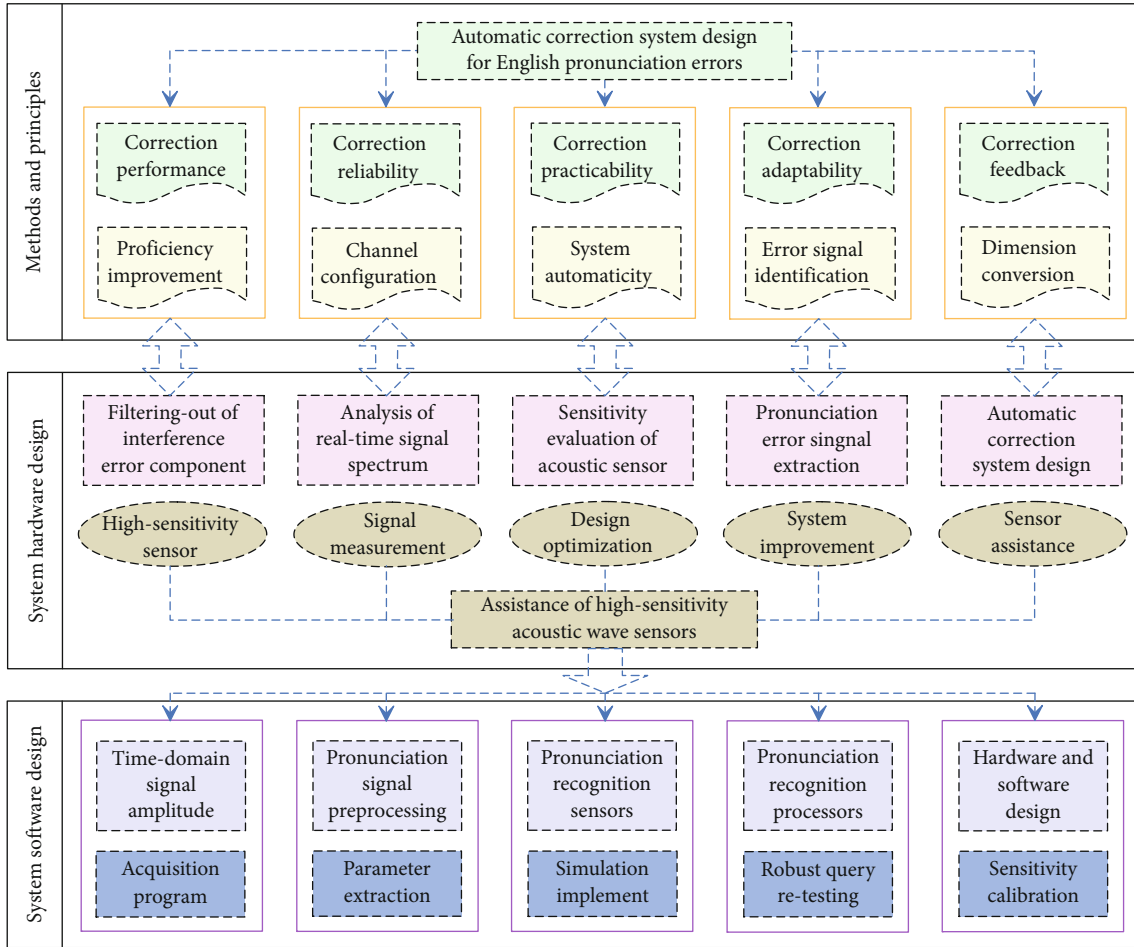 Methods and principles
Automatic correction system design
for English pronunciation errors
Correction
performance
Correction
reliability
Correction
practicability
Correction
adaptability
Correction
feedback
Proficiency
improvement
Channel
configuration
System
automaticity
Error signal
identification
Dimension
conversion
System hardware design
Filtering-out of
interference
error component
Analysis of
real-time signal
spectrum
Sensitivity
evaluation of
acoustic sensor
Pronunciation
error singnal
extraction
Automatic
correction
system design
High-sensitivity
sensor
Signal
measurement
Design
optimization
System
improvement
Sensor
assistance
Assistance of high-sensitivity
acoustic wave sensors
System software design
Time-domain
signal
amplitude
Pronunciation
signal
preprocessing
Pronunciation
recognition
sensors
Pronunciation
recognition
processors
Hardware and
software
design
Acquisition
program
Parameter
extraction
Simulation
implement
Robust query
re-testing
Sensitivity
calibration